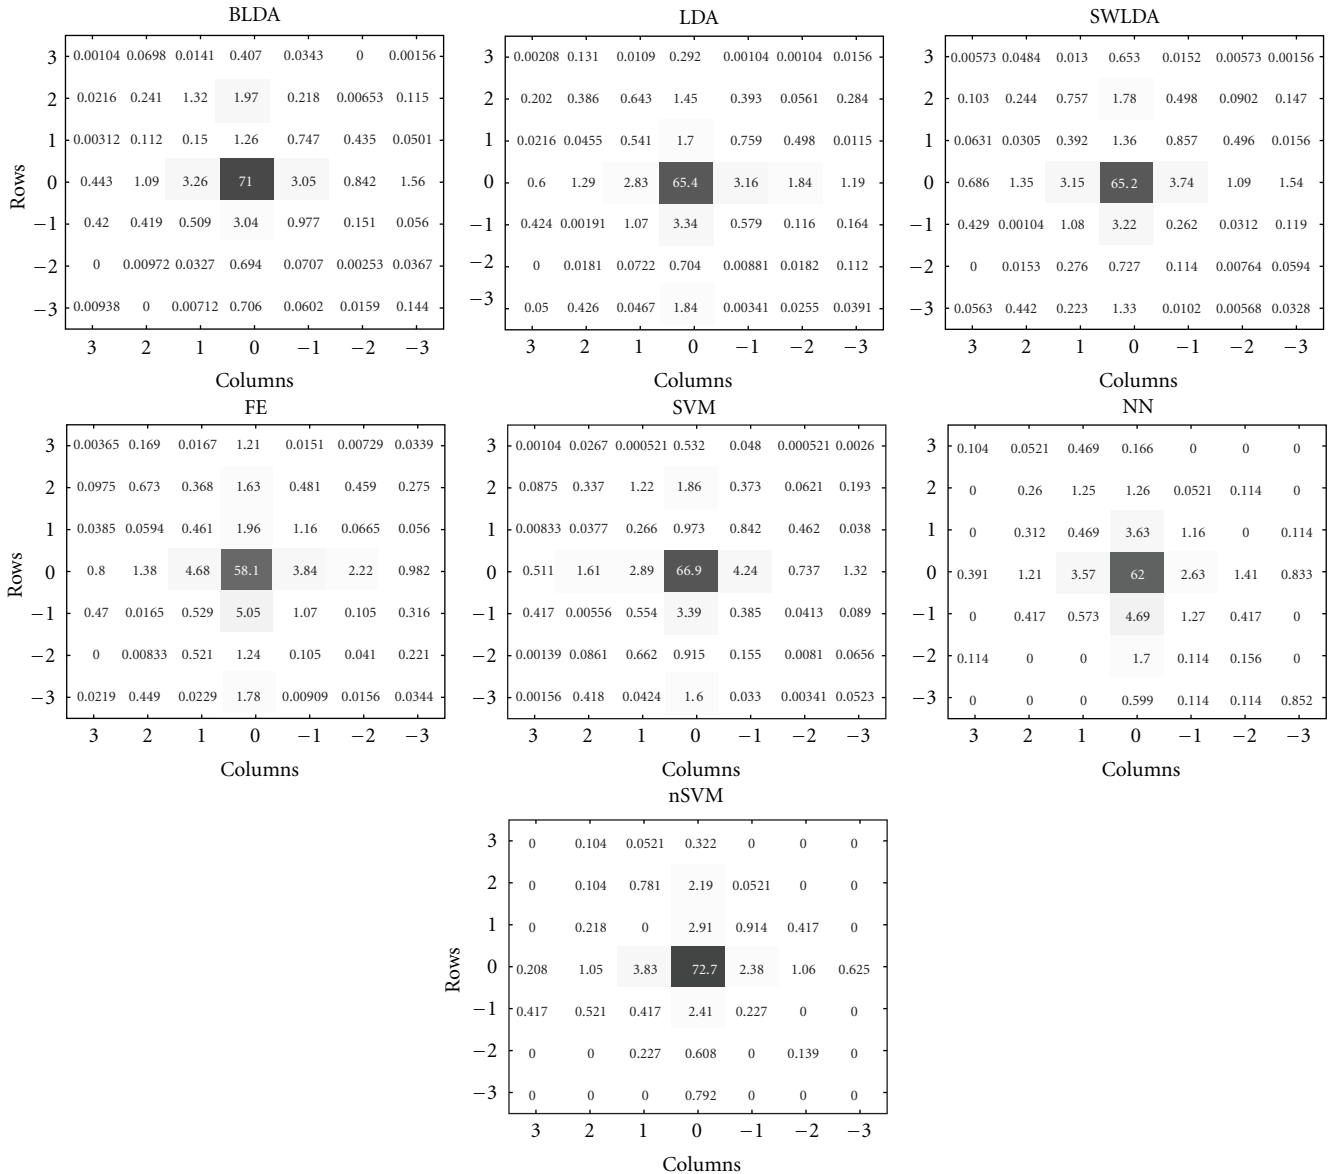 BLDA
3 0.00104 0.0698 0.0141 0.407 0.0343 0 0.00156
2 0.0216 0.241 1.32 1.97 0.218 0.00653 0.115
1 0.00312 0.112 0.15 1.26 0.747 0.435 0.0501
0 0.443 1.09 3.26 71 3.05 0.842 1.56
−1 0.42 0.419 0.509 3.04 0.977 0.151 0.056
−2 0 0.00972 0.0327 0.694 0.0707 0.00253 0.0367
−3 0.00938 0 0.00712 0.706 0.0602 0.0159 0.144
3 2 1 0 −1 −2 −3
Rows
Columns
LDA
3 0.00208 0.131 0.0109 0.292 0.00104 0.00104 0.0156
2 0.202 0.386 0.643 1.45 0.393 0.0561 0.284
1 0.0216 0.0455 0.541 1.7 0.759 0.498 0.0115
0 0.6 1.29 2.83 65.4 3.16 1.84 1.19
−1 0.424 0.00191 1.07 3.34 0.579 0.116 0.164
−2 0 0.0181 0.0722 0.704 0.00881 0.0182 0.112
−3 0.05 0.426 0.0467 1.84 0.00341 0.0255 0.0391
3 2 1 0 −1 −2 −3
Columns
SWLDA
3 0.00573 0.0484 0.013 0.653 0.0152 0.00573 0.00156
2 0.103 0.244 0.757 1.78 0.498 0.0902 0.147
1 0.0631 0.0305 0.392 1.36 0.857 0.496 0.0156
0 0.686 1.35 3.15 65.2 3.74 1.09 1.54
−1 0.429 0.00104 1.08 3.22 0.262 0.0312 0.119
−2 0 0.0153 0.276 0.727 0.114 0.00764 0.0594
−3 0.0563 0.442 0.223 1.33 0.0102 0.00568 0.0328
3 2 1 0 −1 −2 −3
Columns
FE
3 0.00365 0.169 0.0167 1.21 0.0151 0.00729 0.0339
2 0.0975 0.673 0.368 1.63 0.481 0.459 0.275
1 0.0385 0.0594 0.461 1.96 1.16 0.0665 0.056
0 0.8 1.38 4.68 58.1 3.84 2.22 0.982
−1 0.47 0.0165 0.529 5.05 1.07 0.105 0.316
−2 0 0.00833 0.521 1.24 0.105 0.041 0.221
−3 0.0219 0.449 0.0229 1.78 0.00909 0.0156 0.0344
3 2 1 0 −1 −2 −3
Rows
Columns
SVM
3 0.00104 0.0267 0.000521 0.532 0.048 0.000521 0.0026
2 0.0875 0.337 1.22 1.86 0.373 0.0621 0.193
1 0.00833 0.0377 0.266 0.973 0.842 0.462 0.038
0 0.511 1.61 2.89 66.9 4.24 0.737 1.32
−1 0.417 0.00556 0.554 3.39 0.385 0.0413 0.089
−2 0.00139 0.0861 0.662 0.915 0.155 0.0081 0.0656
−3 0.00156 0.418 0.0424 1.6 0.033 0.00341 0.0523
3 2 1 0 −1 −2 −3
Columns
NN
3 0.104 0.0521 0.469 0.166 0 0 0
2 0 0.26 1.25 1.26 0.0521 0.114 0
1 0 0.312 0.469 3.63 1.16 0 0.114
0 0.391 1.21 3.57 62 2.63 1.41 0.833
−1 0 0.417 0.573 4.69 1.27 0.417 0
−2 0.114 0 0 1.7 0.114 0.156 0
−3 0 0 0 0.599 0.114 0.114 0.852
3 2 1 0 −1 −2 −3
Columns
nSVM
3 0 0.104 0.0521 0.322 0 0 0
2 0 0.104 0.781 2.19 0.0521 0 0
1 0 0.218 0 2.91 0.914 0.417 0
0 0.208 1.05 3.83 72.7 2.38 1.06 0.625
−1 0.417 0.521 0.417 2.41 0.227 0 0
−2 0 0 0.227 0.608 0 0.139 0
−3 0 0 0 0.792 0 0 0
3 2 1 0 −1 −2 −3
Rows
Columns